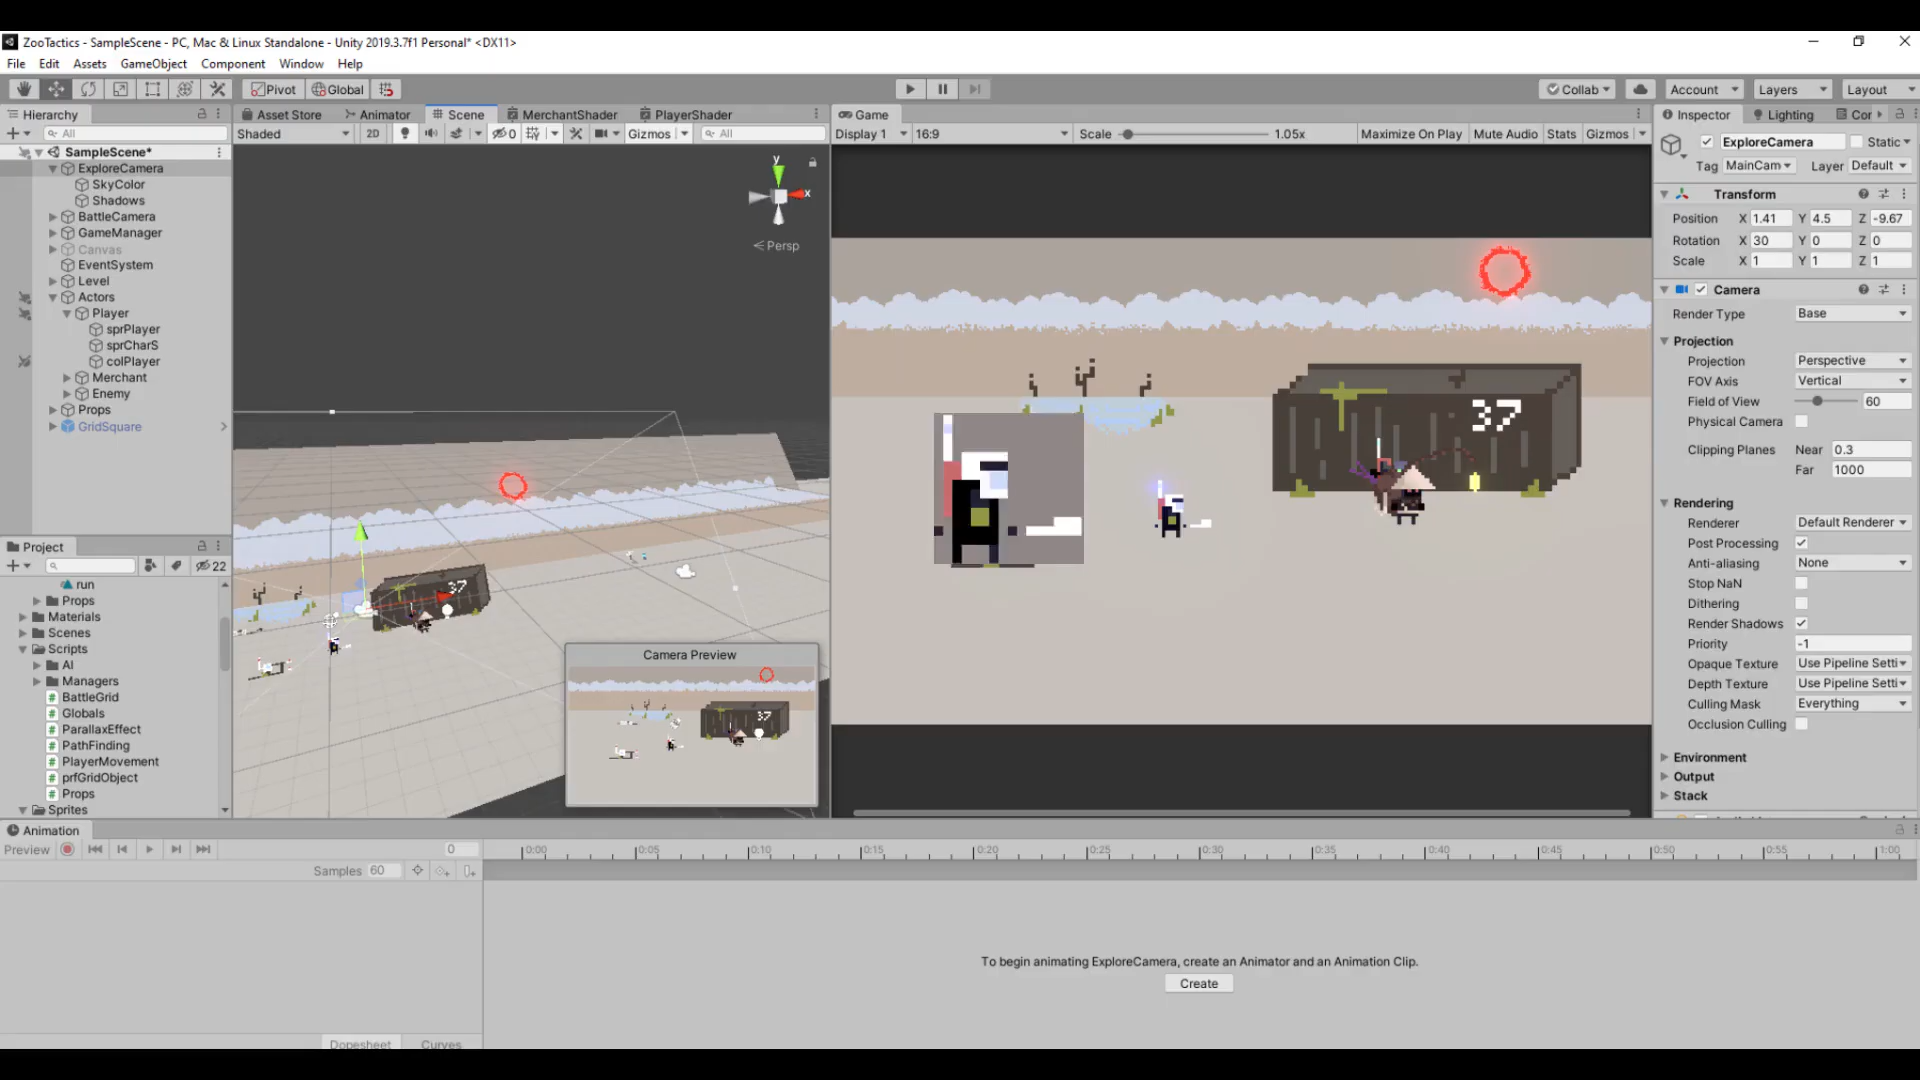 ZooTactics - SampleScene - PC, Mac & Linux Standalone - Unity 2019.3.7f1 Personal* <DX11>
File Edit Assets GameObject Component Window Help
Pivot Global Collab Account Layers Layout
Hierarchy Asset Store Animator Scene MerchantShader PlayerShader Game Inspector Lighting Cor
All Shaded 2D 0 Gizmos All Display 1 16:9 Scale 1.05x Maximize On Play Mute Audio Stats Gizmos
ExploreCamera Static
Tag MainCam Layer Default
SampleScene*
ExploreCamera
SkyColor
Shadows
BattleCamera
GameManager
Canvas
EventSystem
Level
Actors
Player
sprPlayer
sprCharS
colPlayer
Merchant
Enemy
Props
GridSquare
y
x
Persp
37
37
Camera Preview
37
Project
22
run
Props
Materials
Scenes
Scripts
AI
Managers
BattleGrid
Globals
ParallaxEffect
PathFinding
PlayerMovement
prfGridObject
Props
Sprites
Transform
Position X 1.41 Y 4.5 Z -9.67
Rotation X 30 Y 0 Z 0
Scale X 1 Y 1 Z 1
Camera
Render Type Base
Projection
Projection Perspective
FOV Axis Vertical
Field of View 60
Physical Camera
Clipping Planes Near 0.3
Far 1000
Rendering
Renderer Default Renderer
Post Processing
Anti-aliasing None
Stop NaN
Dithering
Render Shadows
Priority -1
Opaque Texture Use Pipeline Setti
Depth Texture Use Pipeline Setti
Culling Mask Everything
Occlusion Culling
Environment
Output
Stack
Animation
Preview 0 0:00 0:05 0:10 0:15 0:20 0:25 0:30 0:35 0:40 0:45 0:50 0:55 1:00
Samples 60
To begin animating ExploreCamera, create an Animator and an Animation Clip.
Create
Dopesheet Curves